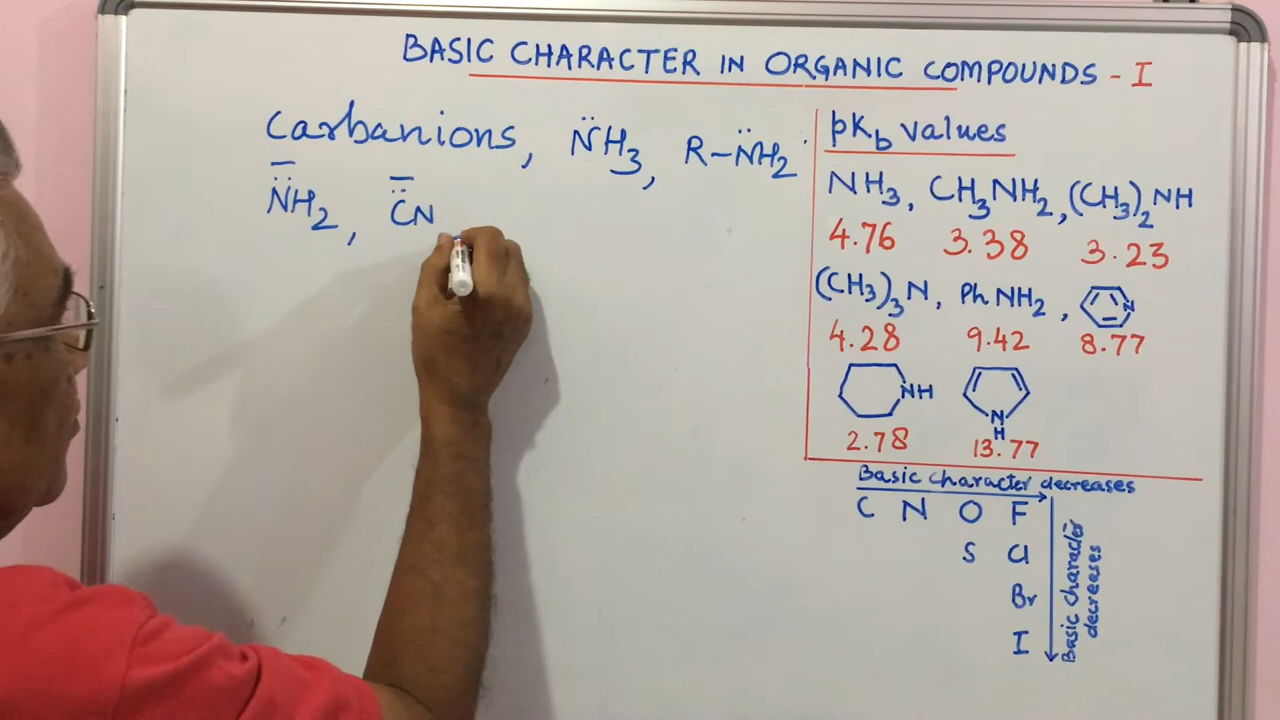 BASIC CHARACTER IN ORGANIC COMPOUNDS - I
Carbanions, N̈H₃, R-N̈H₂
⁻N̈H₂, ⁻C̈N
pKb values
NH₃, CH₃NH₂, (CH₃)₂NH
4.76 3.38 3.23
(CH₃)₃N, PhNH₂, N
4.28 9.42 8.77
NH N
H
2.78 13.77
Basic character decreases
C N O F
S Cl
Br
I
Basic character
decreases